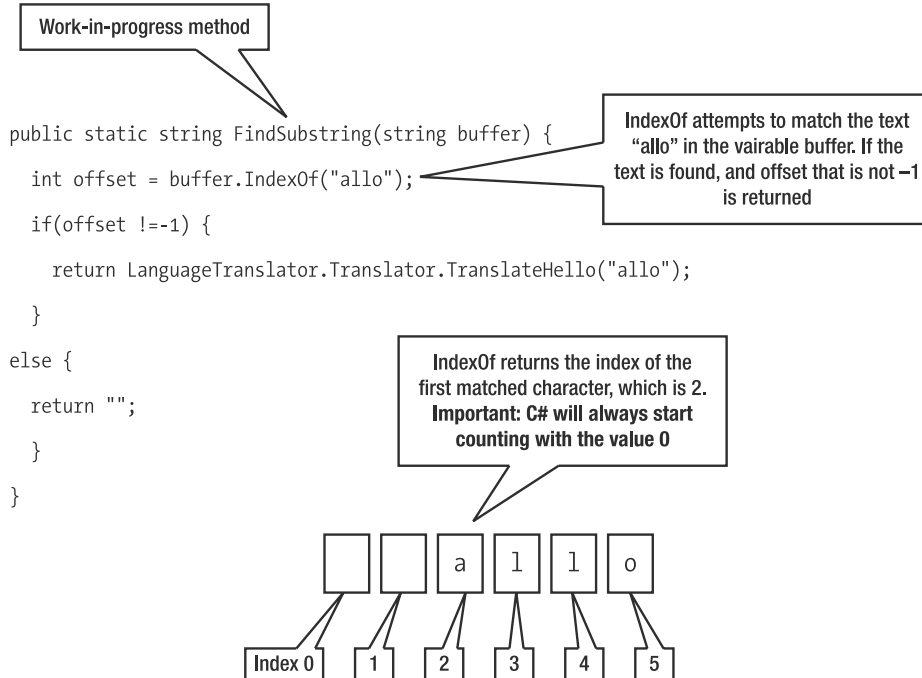 Work-in-progress method
public static string FindSubstring(string buffer) {
int offset = buffer.IndexOf("allo");
IndexOf attempts to match the text
“allo” in the vairable buffer. If the
text is found, and offset that is not –1
is returned
if(offset !=-1) {
return LanguageTranslator.Translator.TranslateHello("allo");
}
else {
return "";
}
}
IndexOf returns the index of the
first matched character, which is 2.
Important: C# will always start
counting with the value 0
a l l o
Index 0 1 2 3 4 5